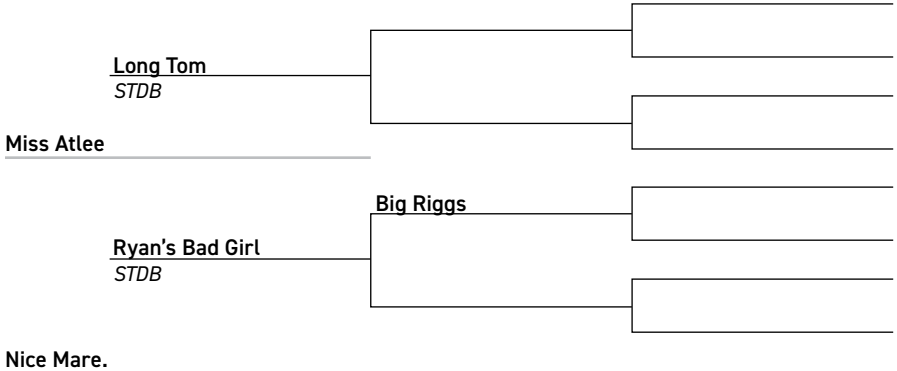 Long Tom
STDB
Miss Atlee
Big Riggs
Ryan's Bad Girl
STDB
Nice Mare.